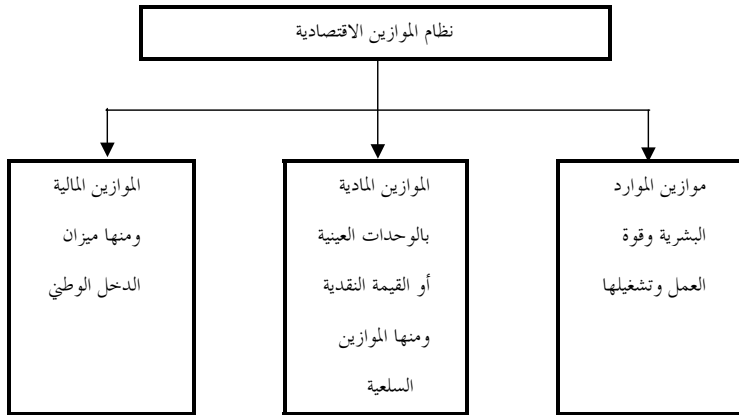 نظام الموازين الاقتصادية
موازين الموارد
البشرية وقوة
العمل وتشغيلها
الموازين المادية
بالوحدات العينية
أو القيمة النقدية
ومنها الموازين
السلعية
الموازين المالية
ومنها ميزان
الدخل الوطني